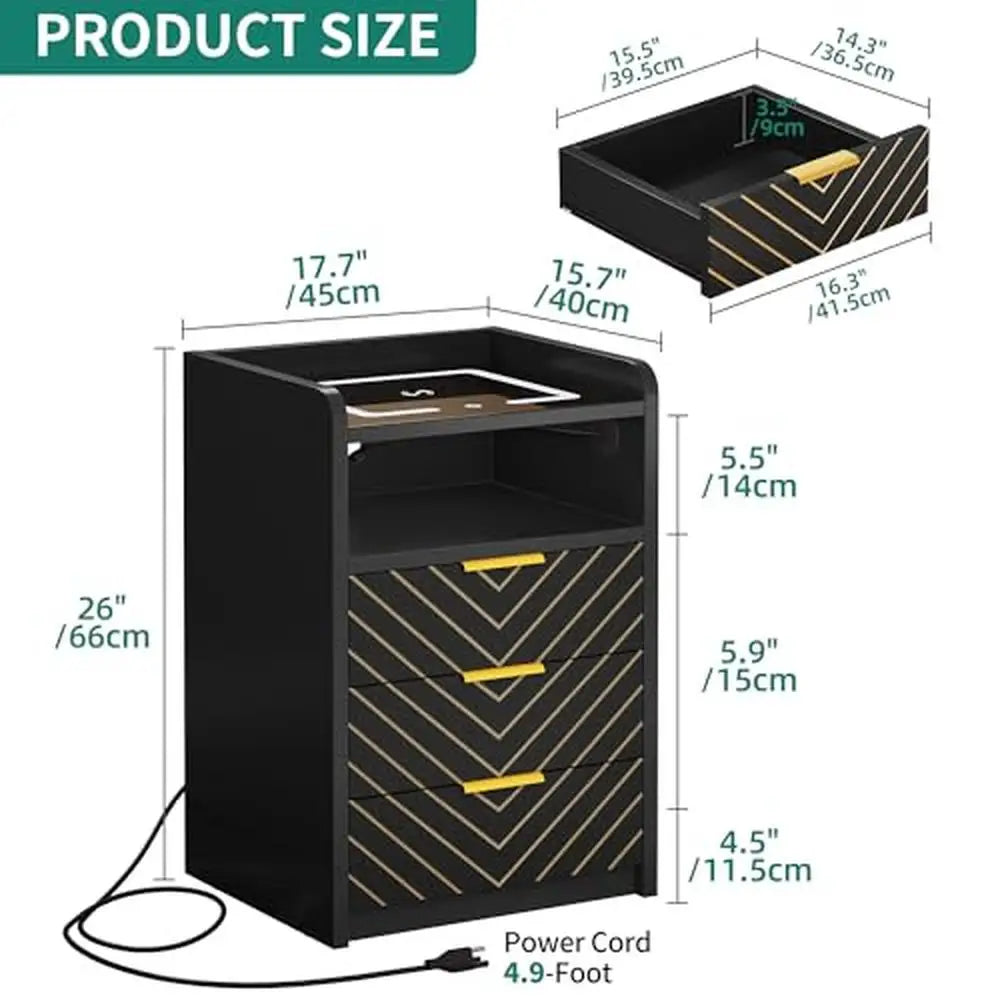 PRODUCT SIZE
15.5"
/39.5cm
14.3"
/36.5cm
3.5"
/9cm
16.3"
/41.5cm
17.7"
/45cm
15.7"
/40cm
26"
/66cm
5.5"
/14cm
5.9"
/15cm
4.5"
/11.5cm
Power Cord
4.9-Foot